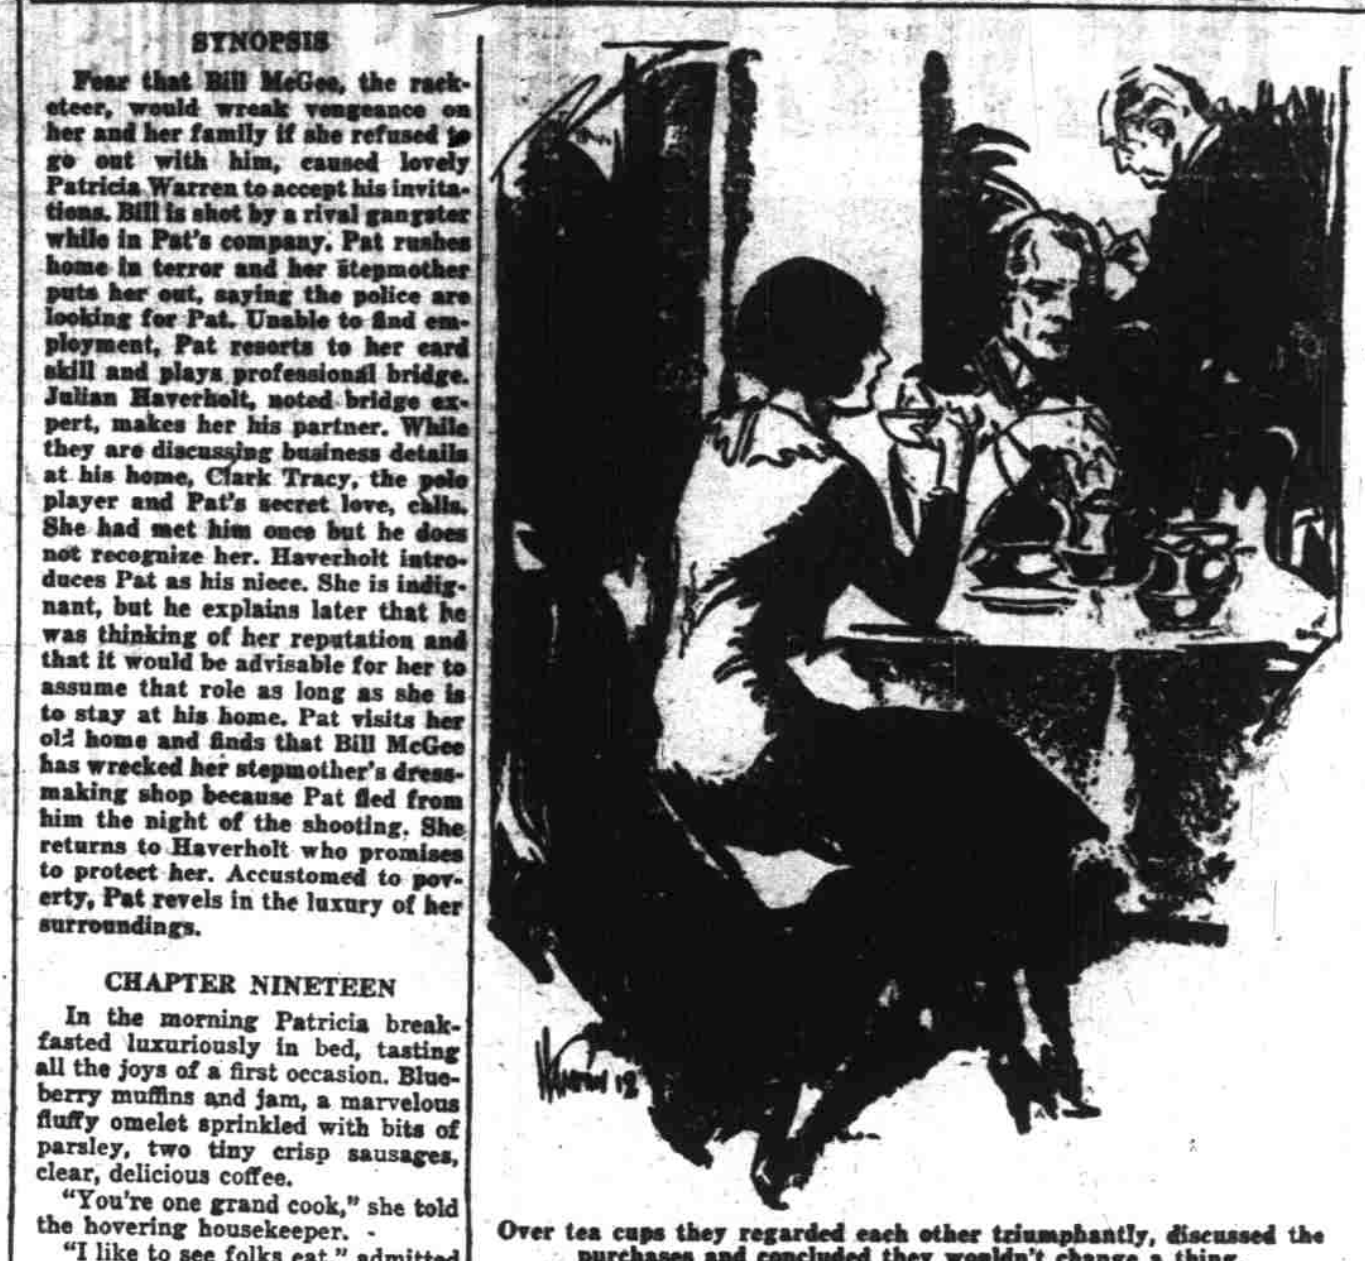 SYNOPSIS
Fear that Bill McGee, the rack-
eteer, would wreak vengeance on
her and her family if she refused to
go out with him, caused lovely
Patricia Warren to accept his invita-
tions. Bill is shot by a rival gangster
while in Pat's company. Pat rushes
home in terror and her stepmother
puts her out, saying the police are
looking for Pat. Unable to find em-
ployment, Pat resorts to her card
skill and plays professional bridge.
Julian Haverholt, noted bridge ex-
pert, makes her his partner. While
they are discussing business details
at his home, Clark Tracy, the polo
player and Pat's secret love, calls.
She had met him once but he does
not recognize her. Haverholt intro-
duces Pat as his niece. She is indig-
nant, but he explains later that he
was thinking of her reputation and
that it would be advisable for her to
assume that role as long as she is
to stay at his home. Pat visits her
old home and finds that Bill McGee
has wrecked her stepmother's dress-
making shop because Pat fled from
him the night of the shooting. She
returns to Haverholt who promises
to protect her. Accustomed to pov-
erty, Pat revels in the luxury of her
surroundings.
CHAPTER NINETEEN
In the morning Patricia break-
fasted luxuriously in bed, tasting
all the joys of a first occasion. Blue-
berry muffins and jam, a marvelous
fluffy omelet sprinkled with bits of
parsley, two tiny crisp sausages,
clear, delicious coffee.
"You're one grand cook," she told
the hovering housekeeper.
"I like to see folks eat," admitted
Over tea cups they regarded each other triumphantly, discussed the
purchases and concluded they wouldn't change a thing.